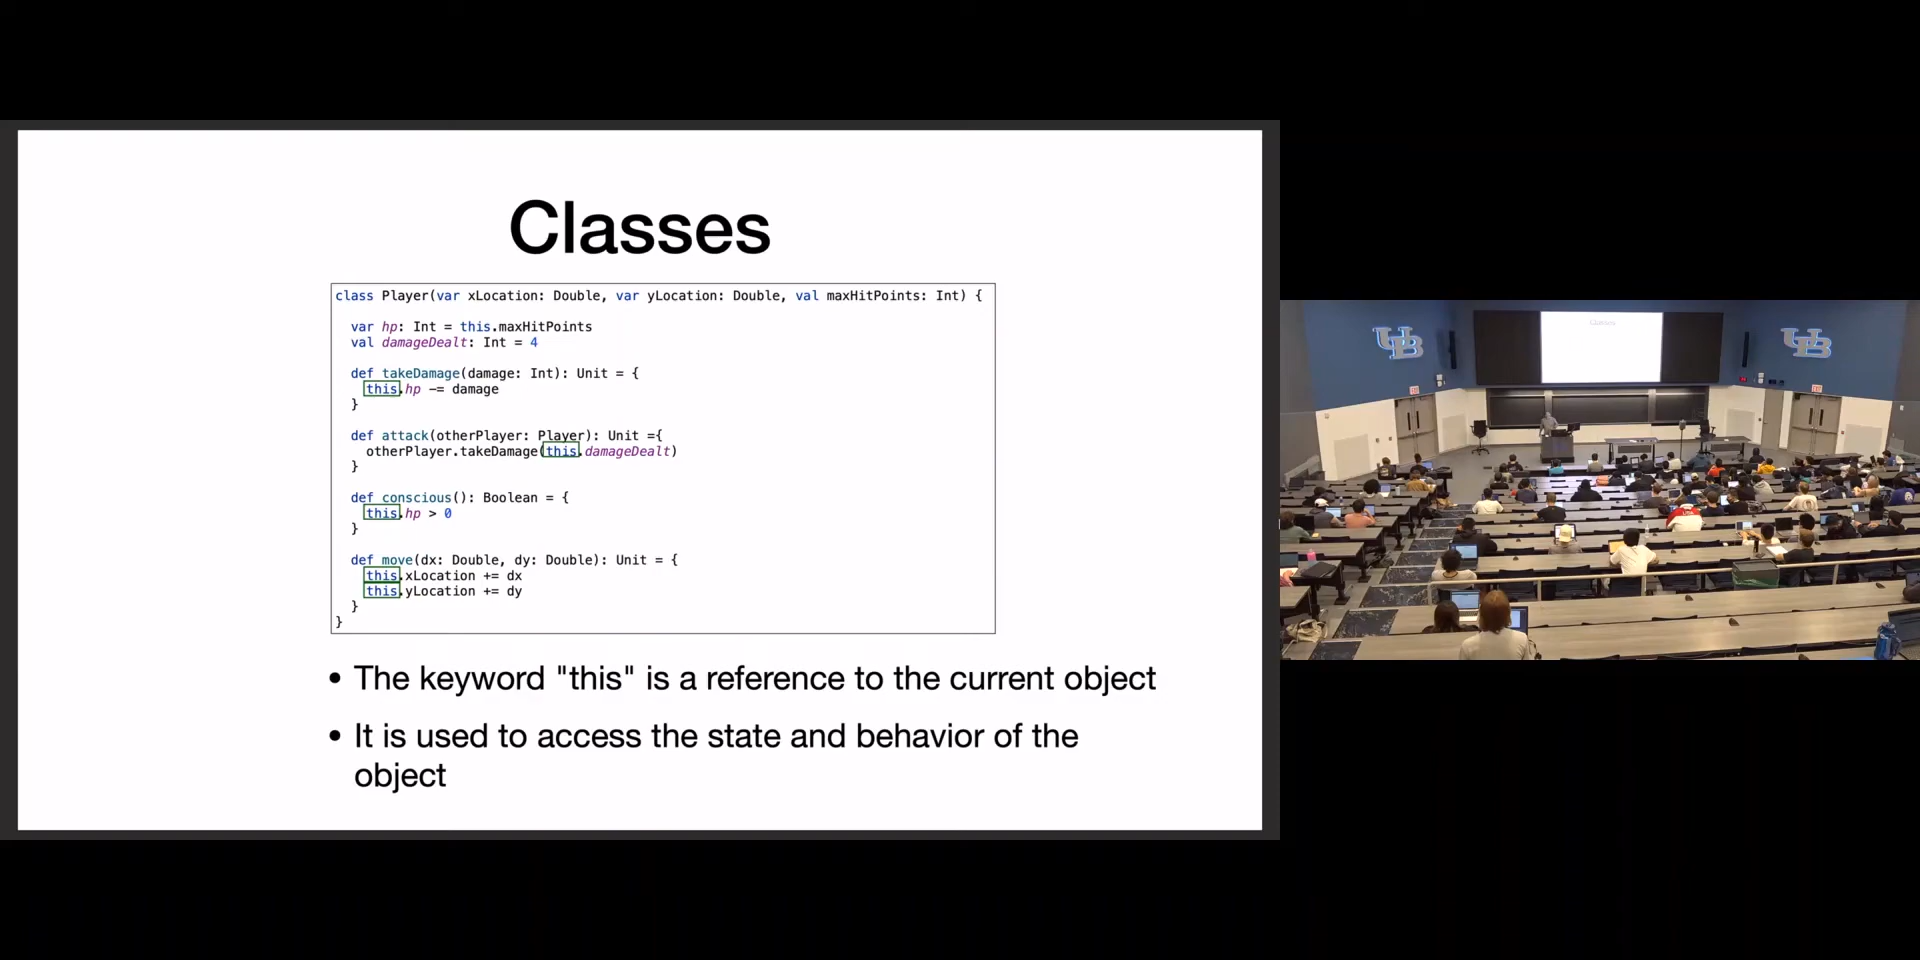 Classes
class Player(var xLocation: Double, var yLocation: Double, val maxHitPoints: Int) {
var hp: Int = this.maxHitPoints
val damageDealt: Int = 4
def takeDamage(damage: Int): Unit = {
this.hp -= damage
}
def attack(otherPlayer: Player): Unit ={
otherPlayer.takeDamage(this.damageDealt)
}
def conscious(): Boolean = {
this.hp > 0
}
def move(dx: Double, dy: Double): Unit = {
this.xLocation += dx
this.yLocation += dy
}
}
• The keyword "this" is a reference to the current object
• It is used to access the state and behavior of the
object
UB
Classes
UB